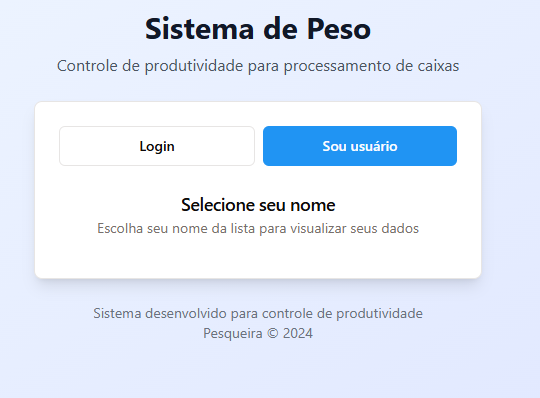 Sistema de Peso
Controle de produtividade para processamento de caixas
Login
Sou usuário
Selecione seu nome
Escolha seu nome da lista para visualizar seus dados
Sistema desenvolvido para controle de produtividade
Pesqueira © 2024